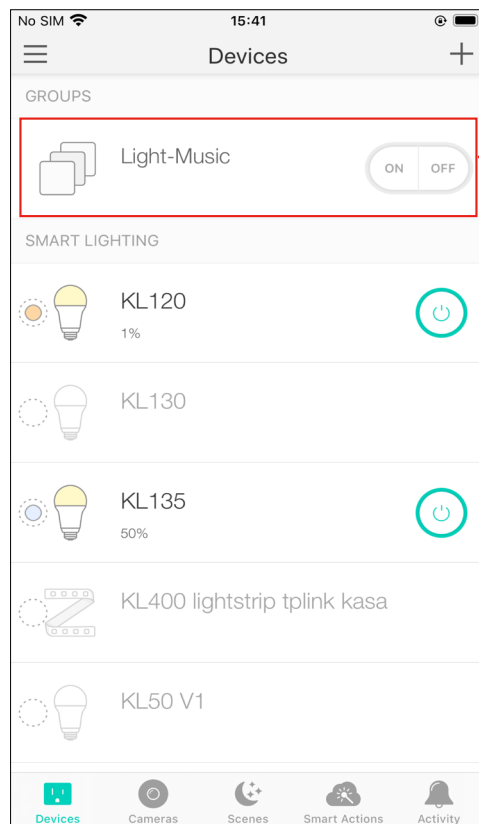 No SIM 15:41
Devices
GROUPS
Light-Music
ON OFF
SMART LIGHTING
KL120
1%
KL130
KL135
50%
KL400 lightstrip tplink kasa
KL50 V1
Devices Cameras Scenes Smart Actions Activity